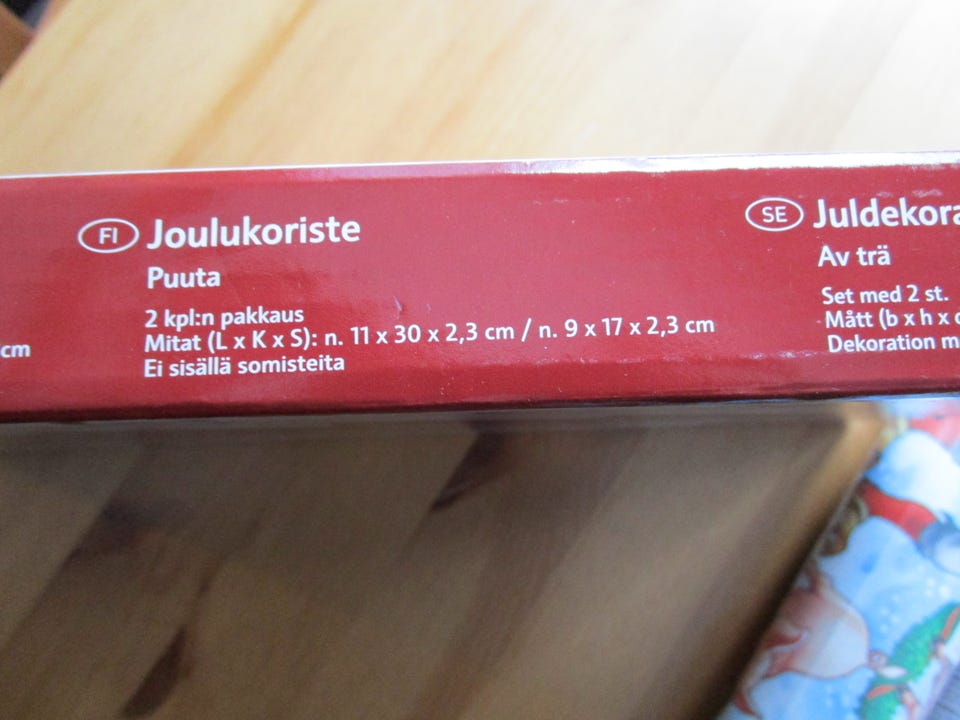 cm
FI Joulukoriste
Puuta
2 kpl:n pakkaus
Mitat (L x K x S): n. 11 x 30 x 2,3 cm / n. 9 x 17 x 2,3 cm
Ei sisällä somisteita
SE Juldekora
Av trä
Set med 2 st.
Mått (b x h x
Dekoration m